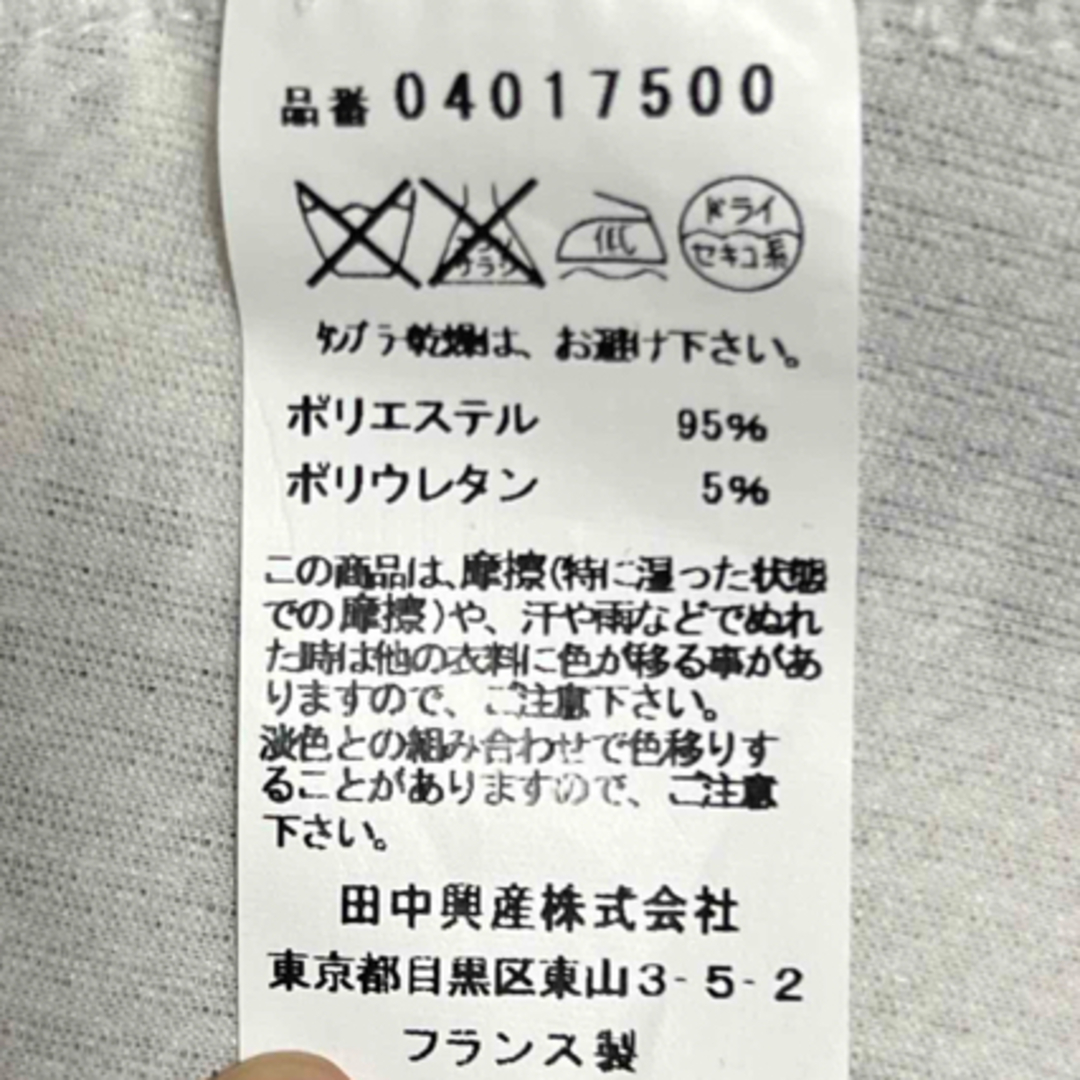 品番 04017500
低
ドライ
セキユ系
タンブラー乾燥は、お避け下さい。
ポリエステル 95%
ポリウレタン 5%
この商品は、摩擦(特に湿った状態
での摩擦)や、汗や雨などでぬれ
た時は他の衣料に色が移る事があ
りますので、ご注意下さい。
淡色との組み合わせで色移りす
ることがありますので、ご注意
下さい。
田中興産株式会社
東京都目黒区東山3-5-2
フランス製